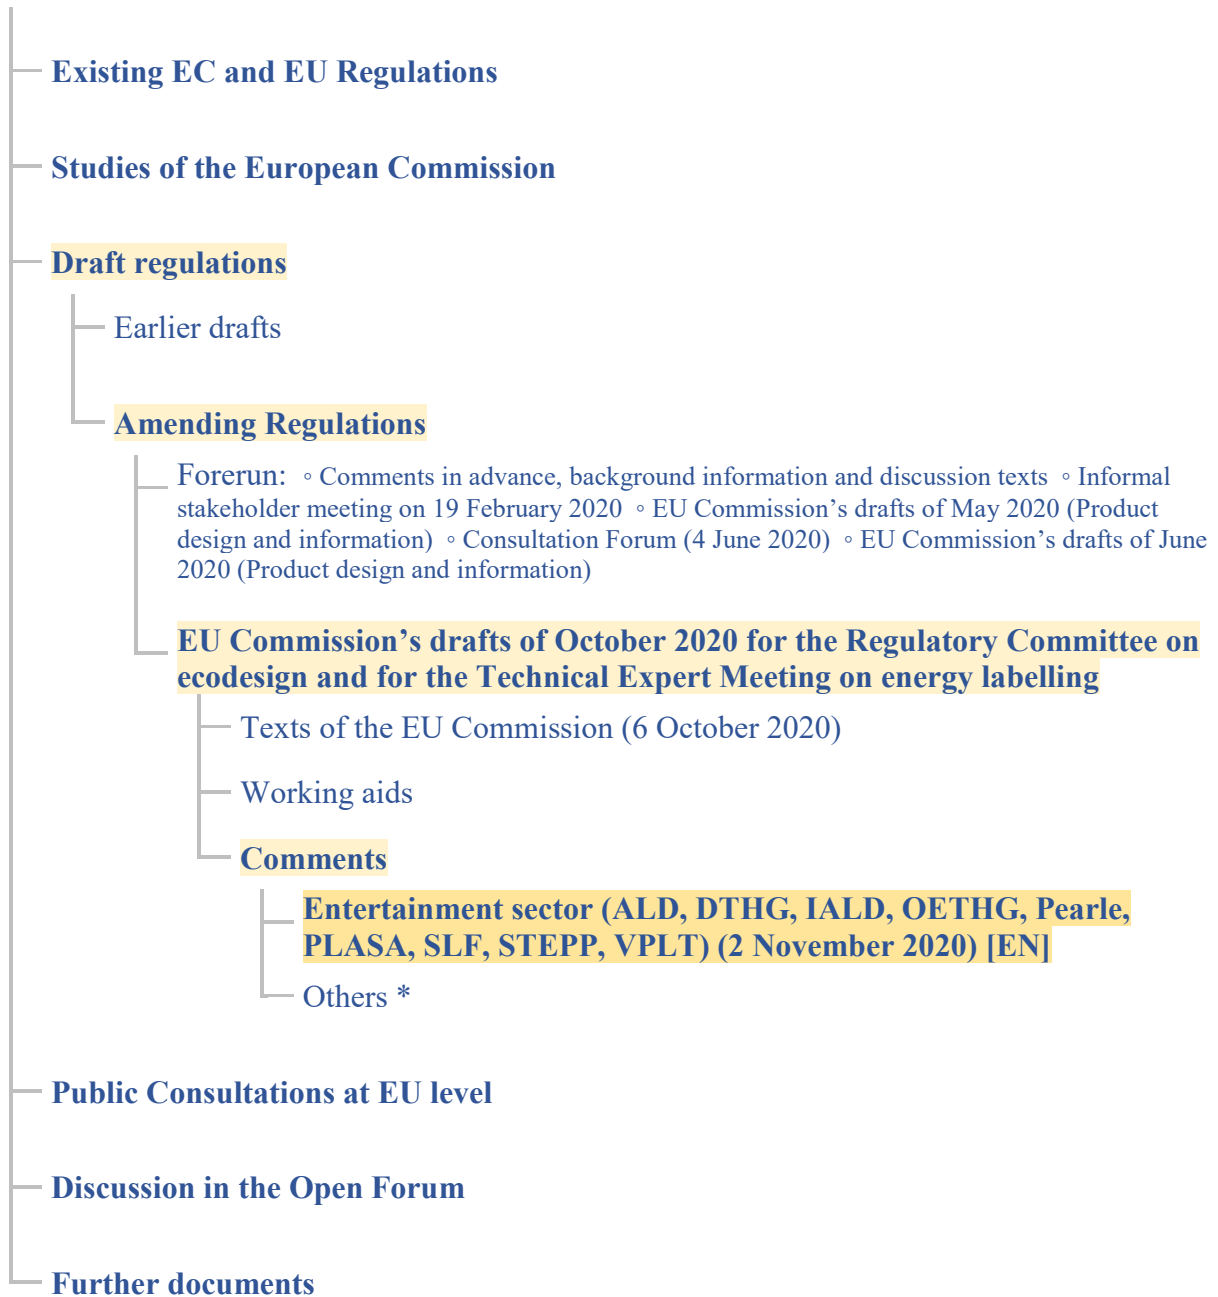 Existing EC and EU Regulations
Studies of the European Commission
Draft regulations
Earlier drafts
Amending Regulations
Forerun: ◦ Comments in advance, background information and discussion texts ◦ Informal
stakeholder meeting on 19 February 2020 ◦ EU Commission’s drafts of May 2020 (Product
design and information) ◦ Consultation Forum (4 June 2020) ◦ EU Commission’s drafts of June
2020 (Product design and information)
EU Commission’s drafts of October 2020 for the Regulatory Committee on
ecodesign and for the Technical Expert Meeting on energy labelling
Texts of the EU Commission (6 October 2020)
Working aids
Comments
Entertainment sector (ALD, DTHG, IALD, OETHG, Pearle,
PLASA, SLF, STEPP, VPLT) (2 November 2020) [EN]
Others *
Public Consultations at EU level
Discussion in the Open Forum
Further documents